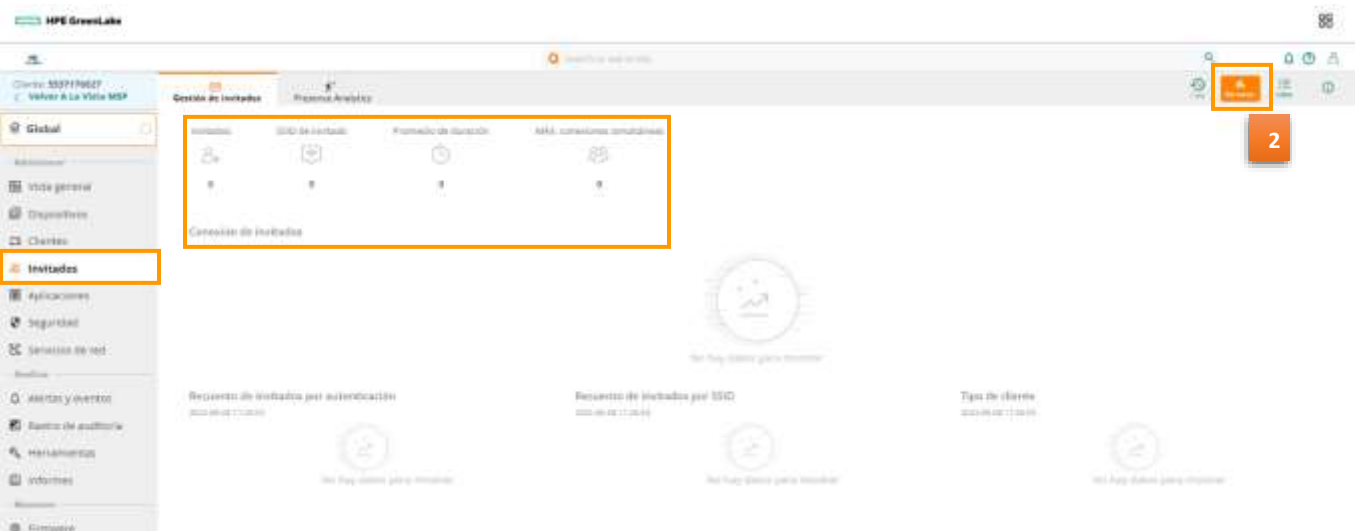 HPE GreenLake
Cliente: 5537176627
Volver A La Vista MSP
Gestión de invitados
Presence Analytics
Global
Invitados
SSID de invitado
Promedio de duración
MÁX. conexiones simultáneas
2
0
0
0
0
Vista general
Dispositivos
Clientes
Conexión de invitados
Invitados
Aplicaciones
Seguridad
Servicios de red
No hay datos para mostrar
Analizar
Alertas y eventos
Recuento de invitados por autenticación
Recuento de invitados por SSID
Tipo de cliente
Rastro de auditoría
Herramientas
Informes
No hay datos para mostrar
No hay datos para mostrar
No hay datos para mostrar
Firmware